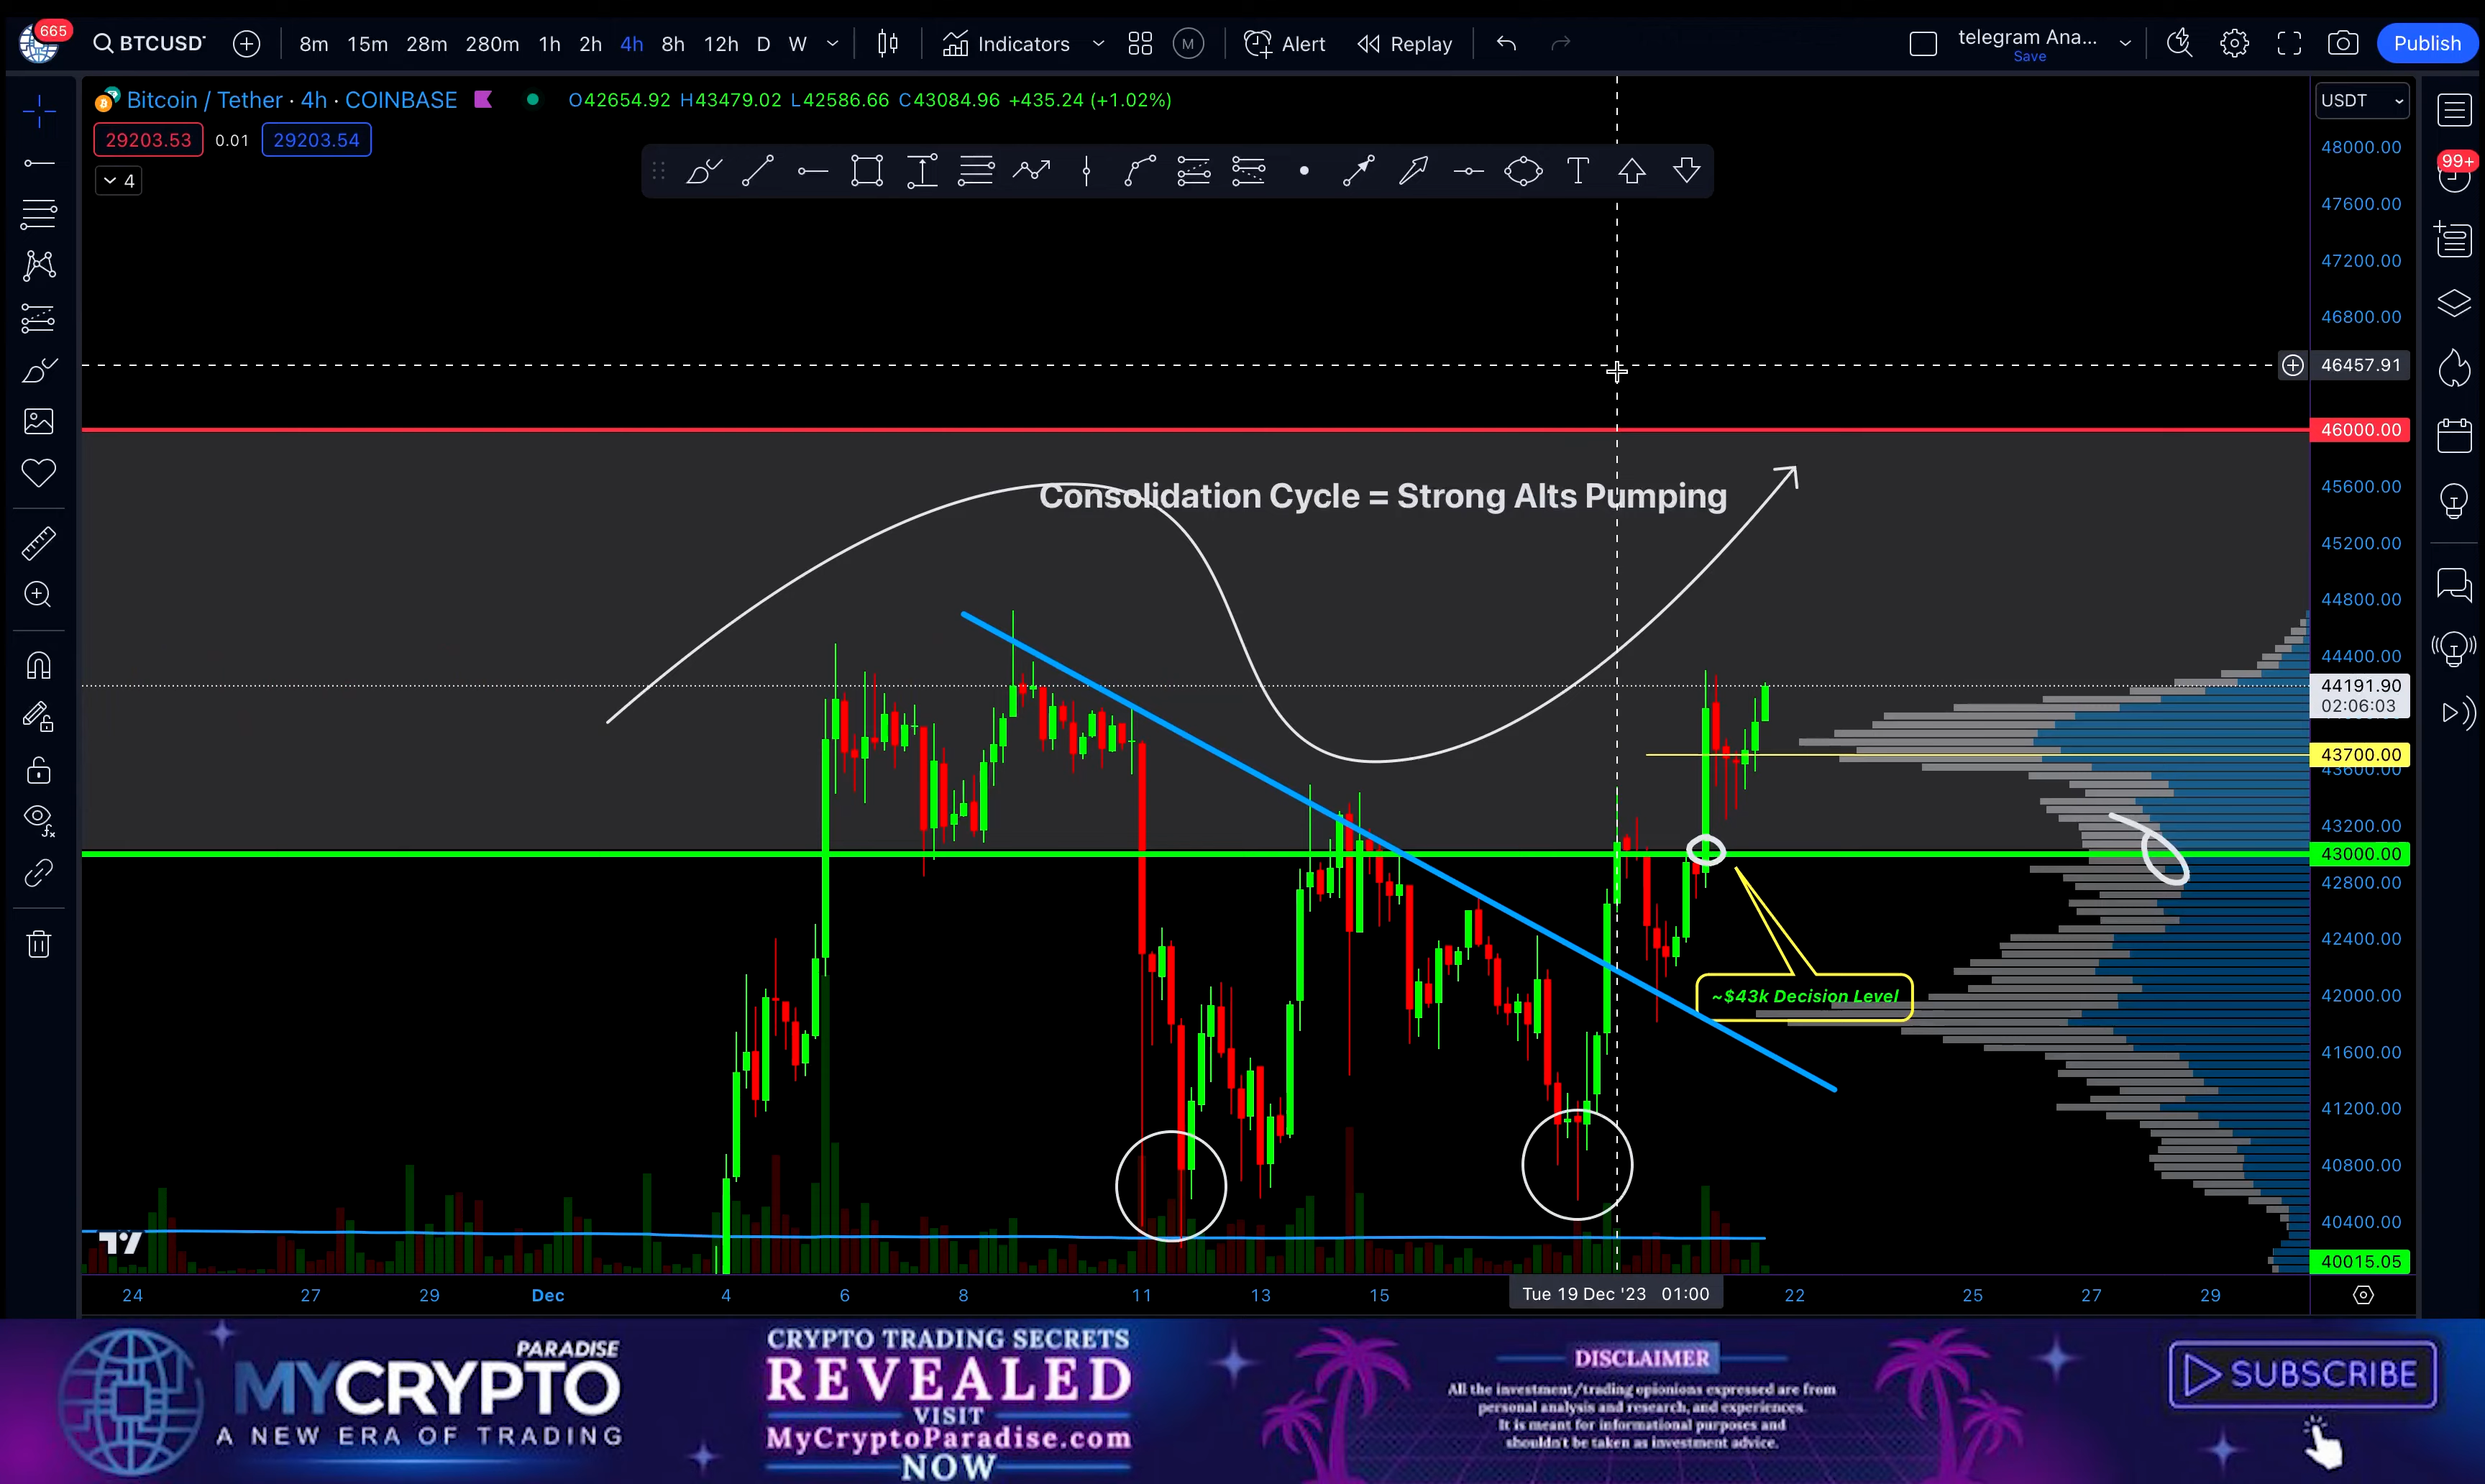 665
BTCUSD
8m 15m 28m 280m 1h 2h 4h 8h 12h D W
Indicators
M
Alert
Replay
telegram Ana...
Save
Publish
Bitcoin / Tether · 4h · COINBASE
O42654.92 H43479.02 L42586.66 C43084.96 +435.24 (+1.02%)
USDT
29203.53 0.01 29203.54
4
99+
48000.00
47600.00
47200.00
46800.00
46457.91
46000.00
Consolidation Cycle = Strong Alts Pumping
45600.00
45200.00
44800.00
44400.00
44191.90
02:06:03
43700.00
43600.00
43200.00
43000.00
42800.00
42400.00
~$43k Decision Level
42000.00
41600.00
41200.00
40800.00
40400.00
40015.05
24 27 29 Dec 4 6 8 11 13 15 Tue 19 Dec '23 01:00 22 25 27 29
PARADISE
MYCRYPTO
A NEW ERA OF TRADING
CRYPTO TRADING SECRETS
REVEALED
VISIT
MyCryptoParadise.com
NOW
DISCLAIMER
All the investment/trading opionions expressed are from
personal analysis and research, and experiences.
It is meant for informational purposes and
shouldn't be taken as investment advice.
SUBSCRIBE